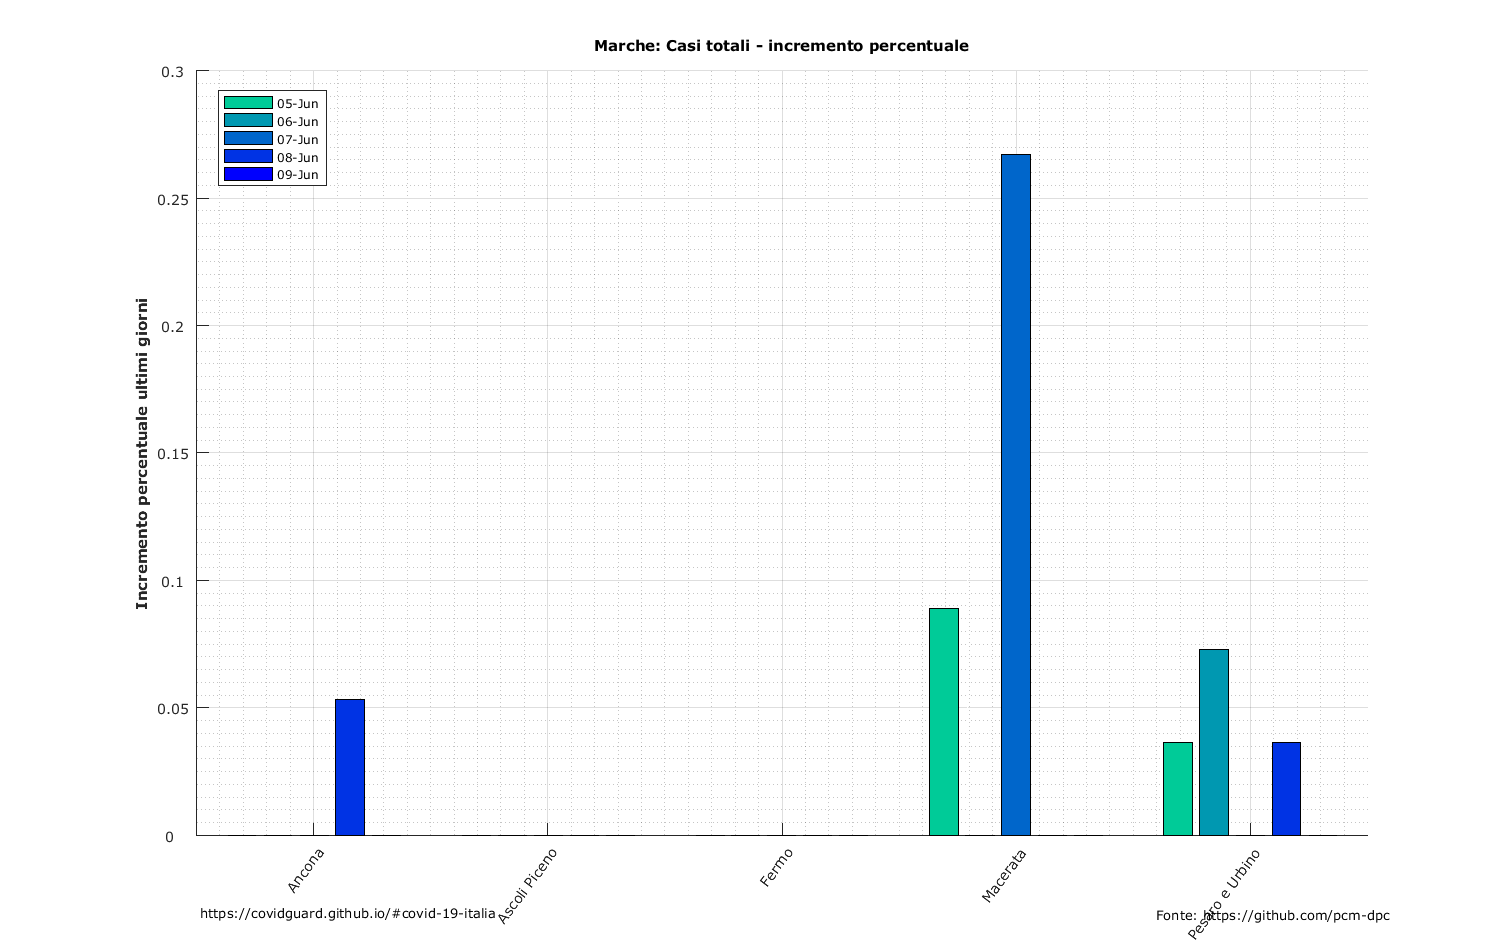 Marche: Casi totali - incremento percentuale
0.3
0.25
0.2
0.15
0.1
0.05
0
Incremento percentuale ultimi giorni
05-Jun
06-Jun
07-Jun
08-Jun
09-Jun
Ancona
Ascoli Piceno
Fermo
Macerata
Pesaro e Urbino
https://covidguard.github.io/#covid-19-italia
Fonte: https://github.com/pcm-dpc